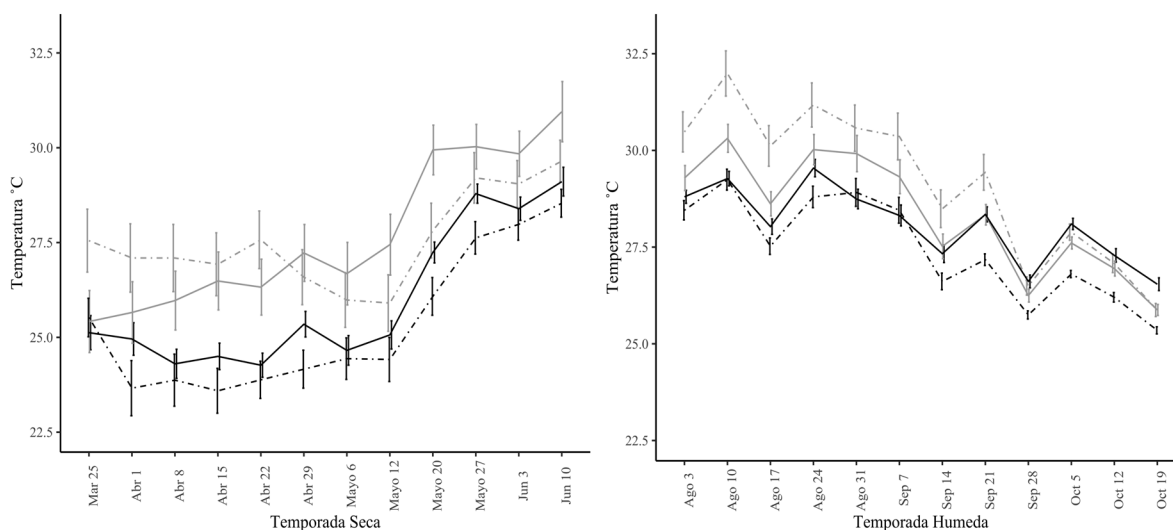 32.5
30.0
27.5
25.0
22.5
Temperatura ˚C
Mar 25
Abr 1
Abr 8
Abr 15
Abr 22
Abr 29
Mayo 6
Mayo 12
Mayo 20
Mayo 27
Jun 3
Jun 10
Temporada Seca
32.5
30.0
27.5
25.0
22.5
Temperatura ˚C
Ago 3
Ago 10
Ago 17
Ago 24
Ago 31
Sep 7
Sep 14
Sep 21
Sep 28
Oct 5
Oct 12
Oct 19
Temporada Humeda